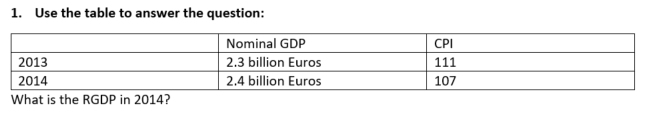 1. Use the table to answer the question:
Nominal GDP CPI
2013 2.3 billion Euros 111
2014 2.4 billion Euros 107
What is the RGDP in 2014?